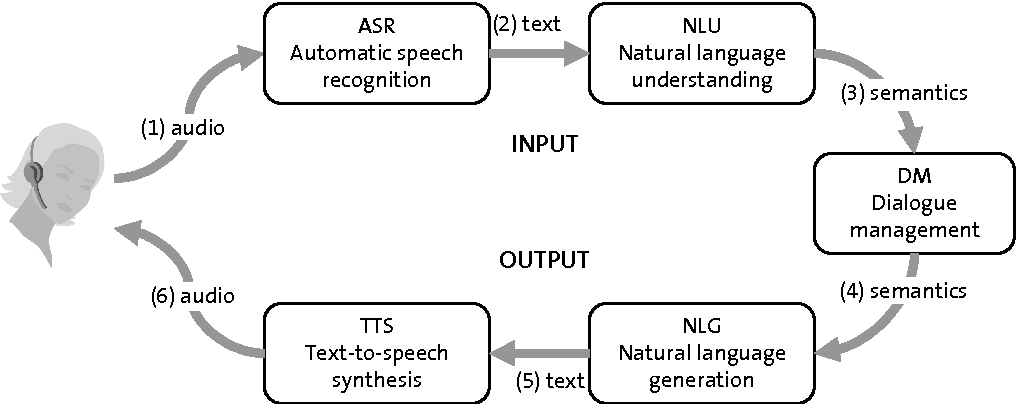 ASR
Automatic speech
recognition
(2) text
NLU
Natural language
understanding
(1) audio
(3) semantics
INPUT
DM
Dialogue
management
OUTPUT
(4) semantics
(6) audio
TTS
Text-to-speech
synthesis
(5) text
NLG
Natural language
generation